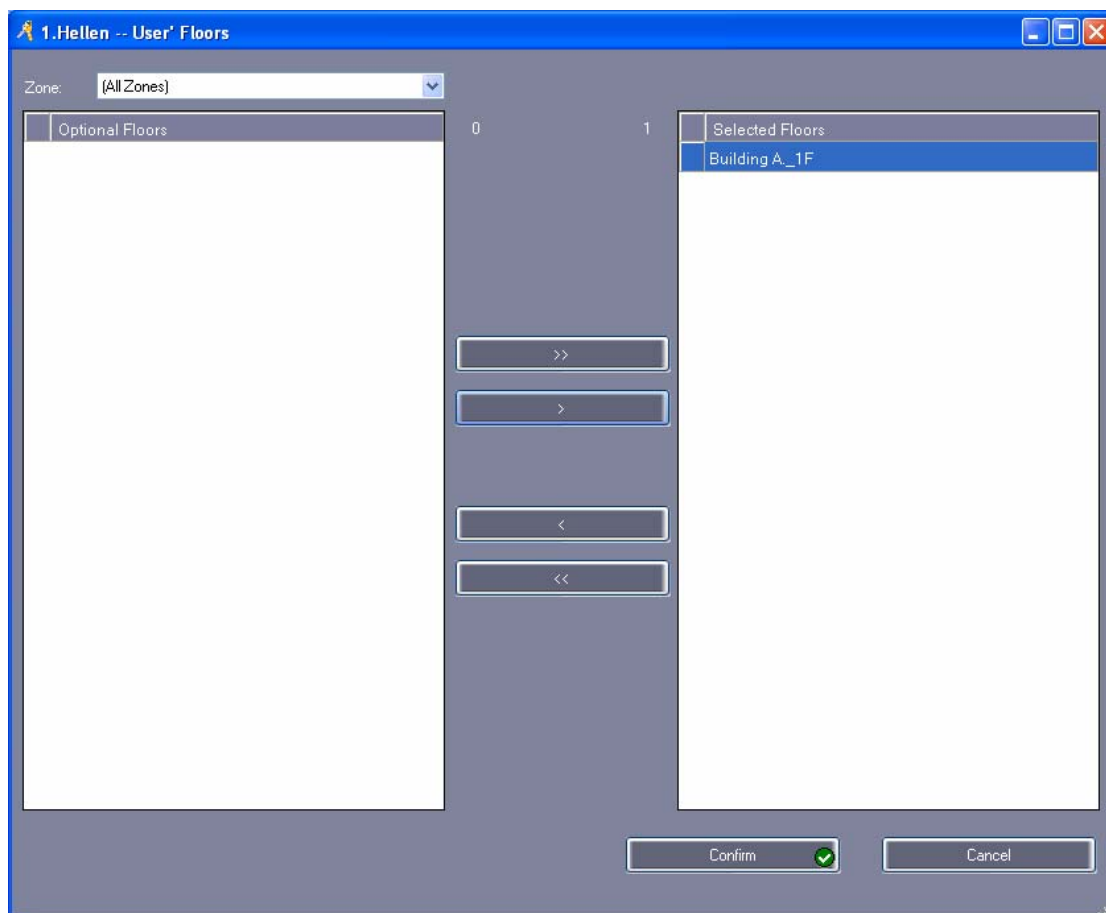 1.Hellen -- User' Floors
Zone: (All Zones)
Optional Floors
0 1
Selected Floors
Building A._1F
>>
>
<
<<
Confirm
Cancel